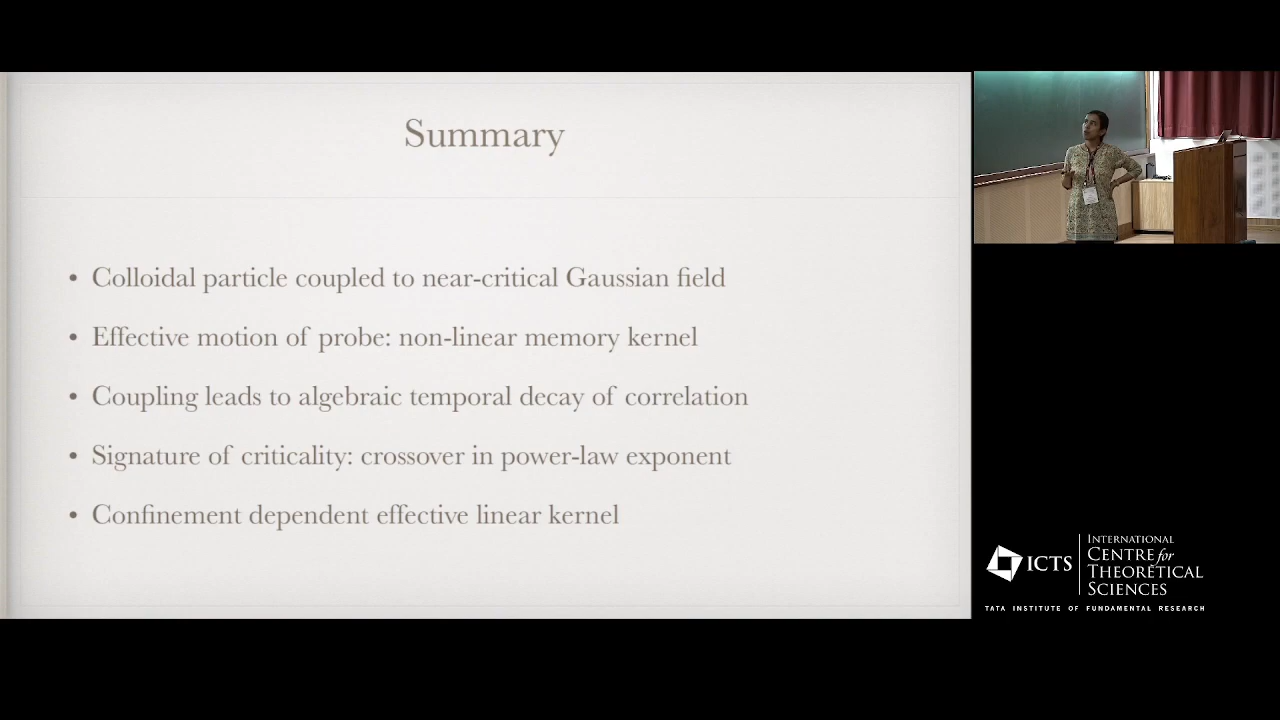 Summary
• Colloidal particle coupled to near-critical Gaussian field
• Effective motion of probe: non-linear memory kernel
• Coupling leads to algebraic temporal decay of correlation
• Signature of criticality: crossover in power-law exponent
• Confinement dependent effective linear kernel
ICTS
INTERNATIONAL
CENTRE for
THEORETICAL
SCIENCES
TATA INSTITUTE OF FUNDAMENTAL RESEARCH